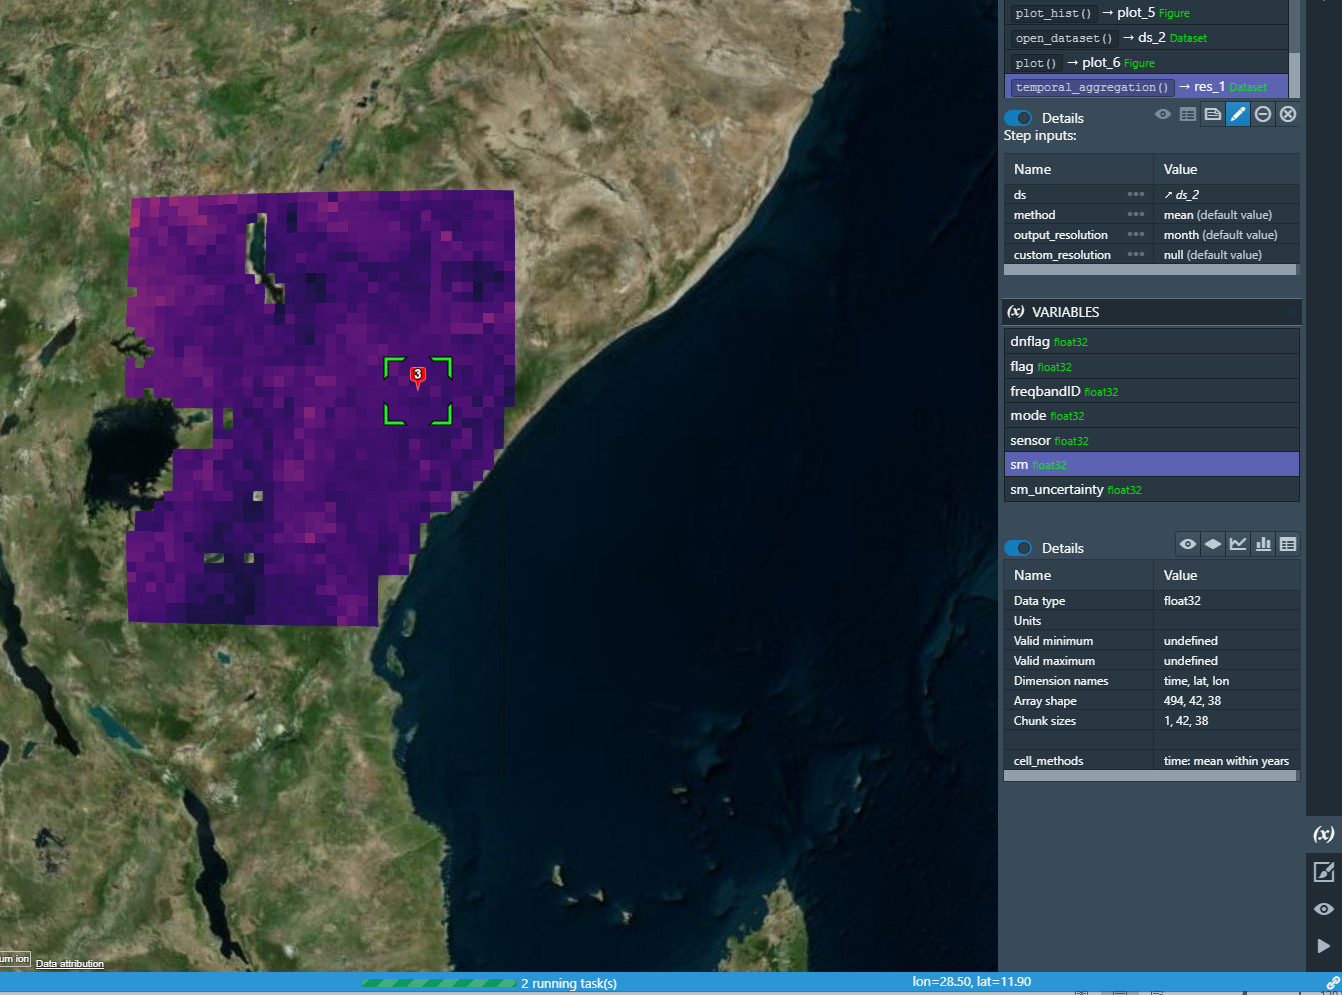 plot_hist() → plot_5 Figure
open_dataset() → ds_2 Dataset
plot() → plot_6 Figure
temporal_aggregation() → res_1 Dataset
Details
Step inputs:
Name Value
ds ds_2
method mean (default value)
output_resolution month (default value)
custom_resolution null (default value)
(x) VARIABLES
dnflag float32
flag float32
freqbandID float32
mode float32
sensor float32
sm float32
sm_uncertainty float32
Details
Name Value
Data type float32
Units
Valid minimum undefined
Valid maximum undefined
Dimension names time, lat, lon
Array shape 494, 42, 38
Chunk sizes 1, 42, 38
cell_methods time: mean within years
3
(x)
um ion
Data attribution
2 running task(s)
lon=28.50, lat=11.90